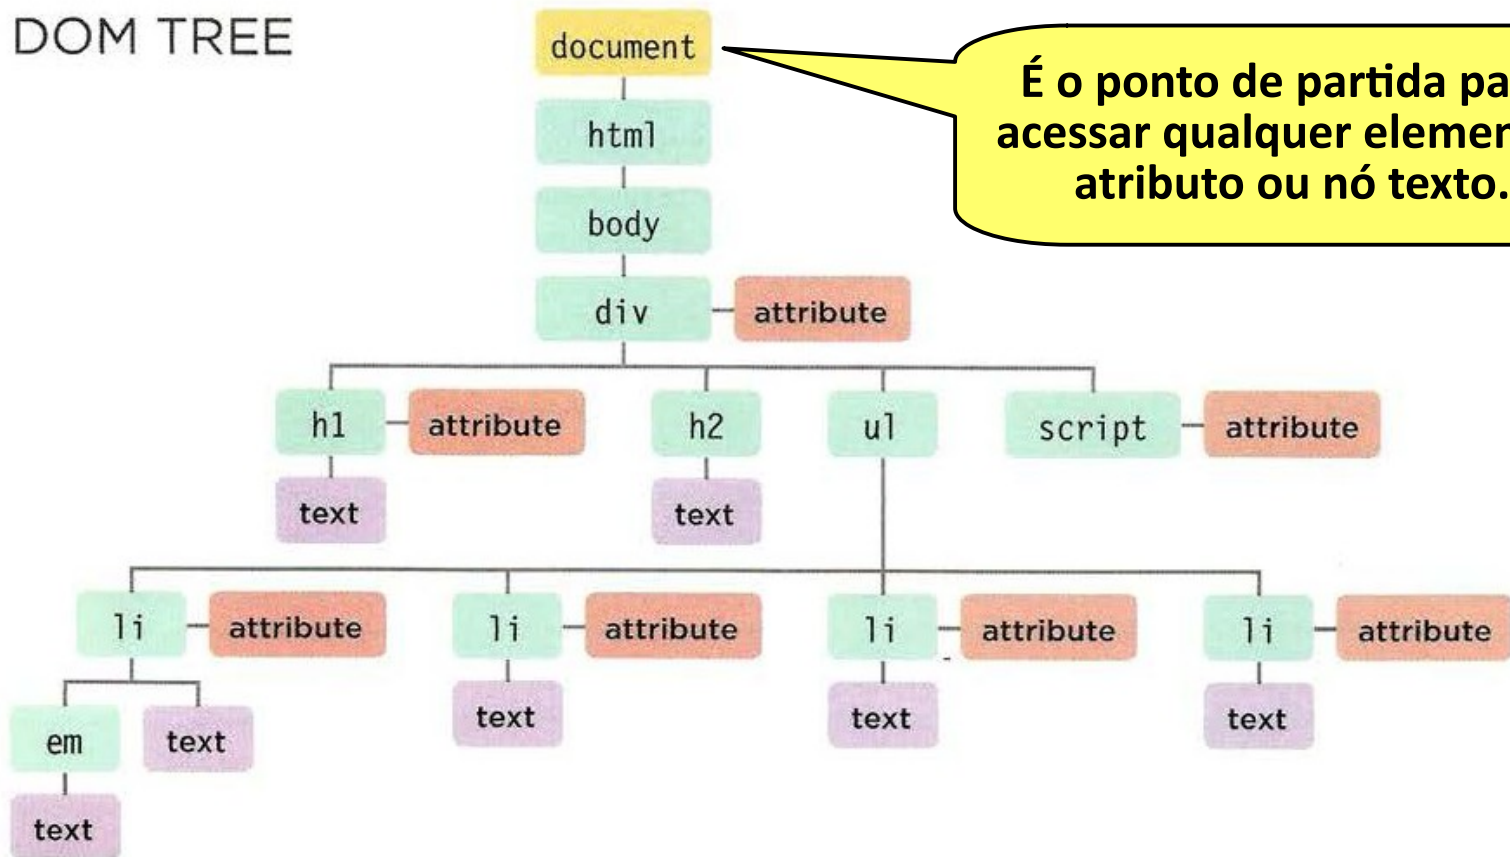 DOM TREE
document
É o ponto de partida pa
acessar qualquer elemen
atributo ou nó texto.
html
body
div
attribute
h1
attribute
h2
ul
script
attribute
text
text
li
attribute
li
attribute
li
attribute
li
attribute
em
text
text
text
text
text